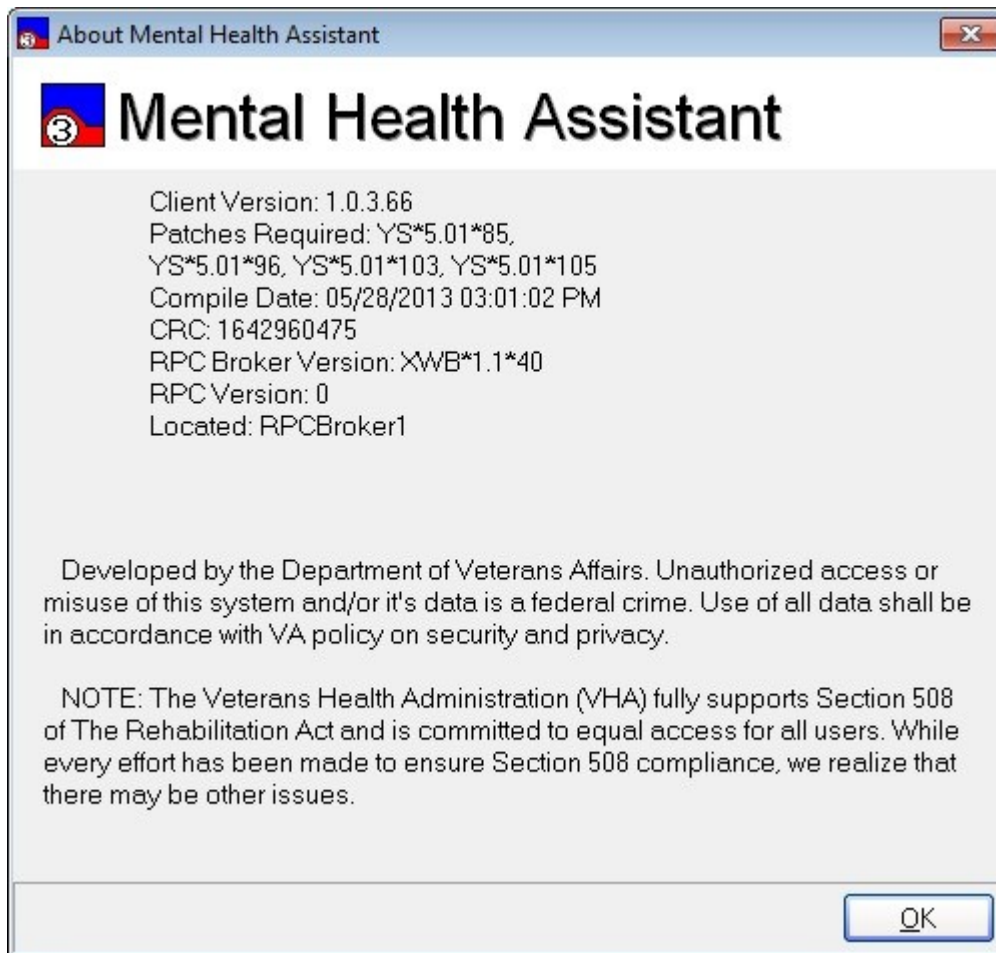 About Mental Health Assistant
3 Mental Health Assistant
Client Version: 1.0.3.66
Patches Required: YS*5.01*85,
YS*5.01*96, YS*5.01*103, YS*5.01*105
Compile Date: 05/28/2013 03:01:02 PM
CRC: 1642960475
RPC Broker Version: XWB*1.1*40
RPC Version: 0
Located: RPCBroker1
Developed by the Department of Veterans Affairs. Unauthorized access or
misuse of this system and/or it's data is a federal crime. Use of all data shall be
in accordance with VA policy on security and privacy.
NOTE: The Veterans Health Administration (VHA) fully supports Section 508
of The Rehabilitation Act and is committed to equal access for all users. While
every effort has been made to ensure Section 508 compliance, we realize that
there may be other issues.
OK